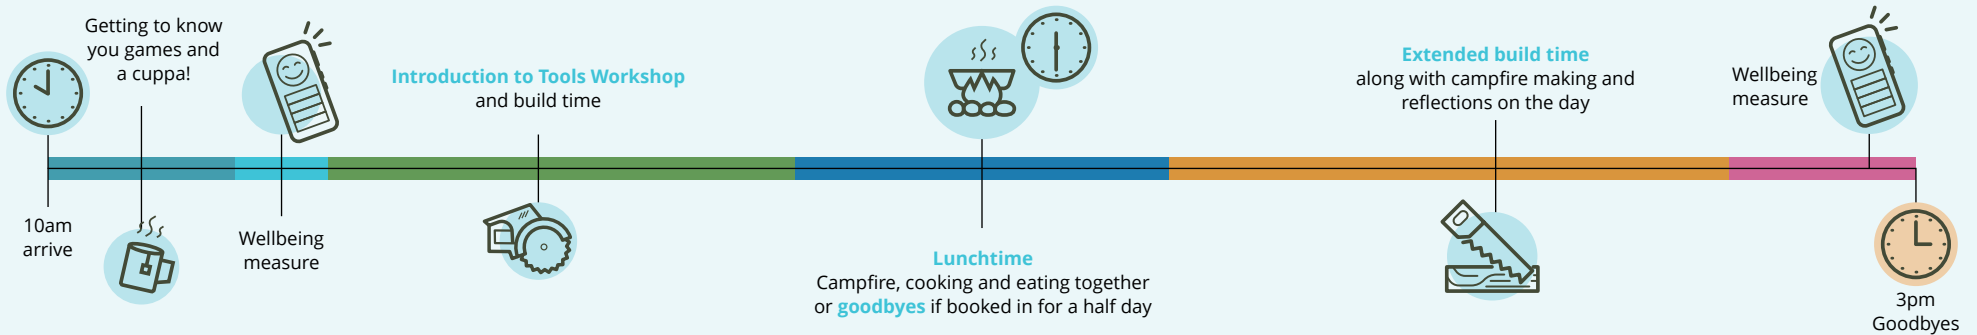 Getting to know
you games and
a cuppa!
10am
arrive
Wellbeing
measure
Introduction to Tools Workshop
and build time
Lunchtime
Campfire, cooking and eating together
or goodbyes if booked in for a half day
Extended build time
along with campfire making and
reflections on the day
Wellbeing
measure
3pm
Goodbyes